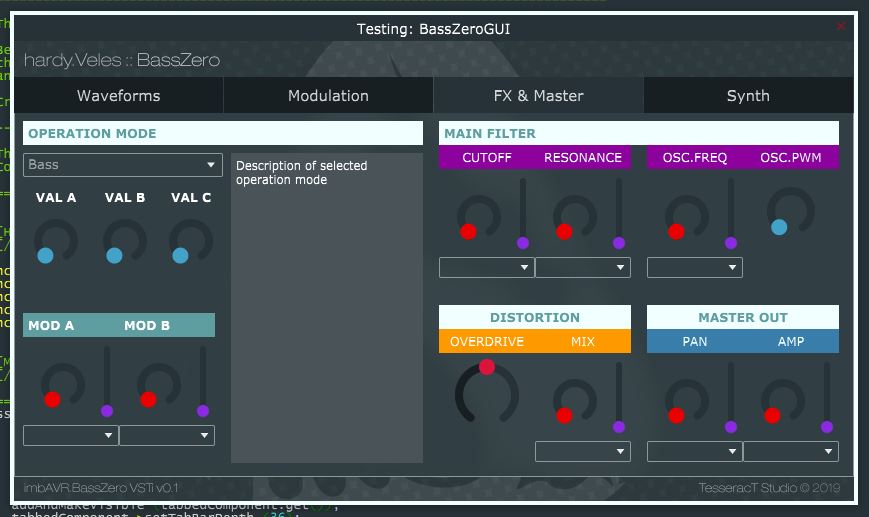 Testing: BassZeroGUI
hardy.Veles :: BassZero
Waveforms Modulation FX & Master Synth
OPERATION MODE
Bass
Description of selected
operation mode
VAL A VAL B VAL C
MOD A MOD B
MAIN FILTER
CUTOFF RESONANCE OSC.FREQ OSC.PWM
DISTORTION
OVERDRIVE MIX
MASTER OUT
PAN AMP
imbAVR.BassZero VSTi v0.1
TesseracT Studio © 2019